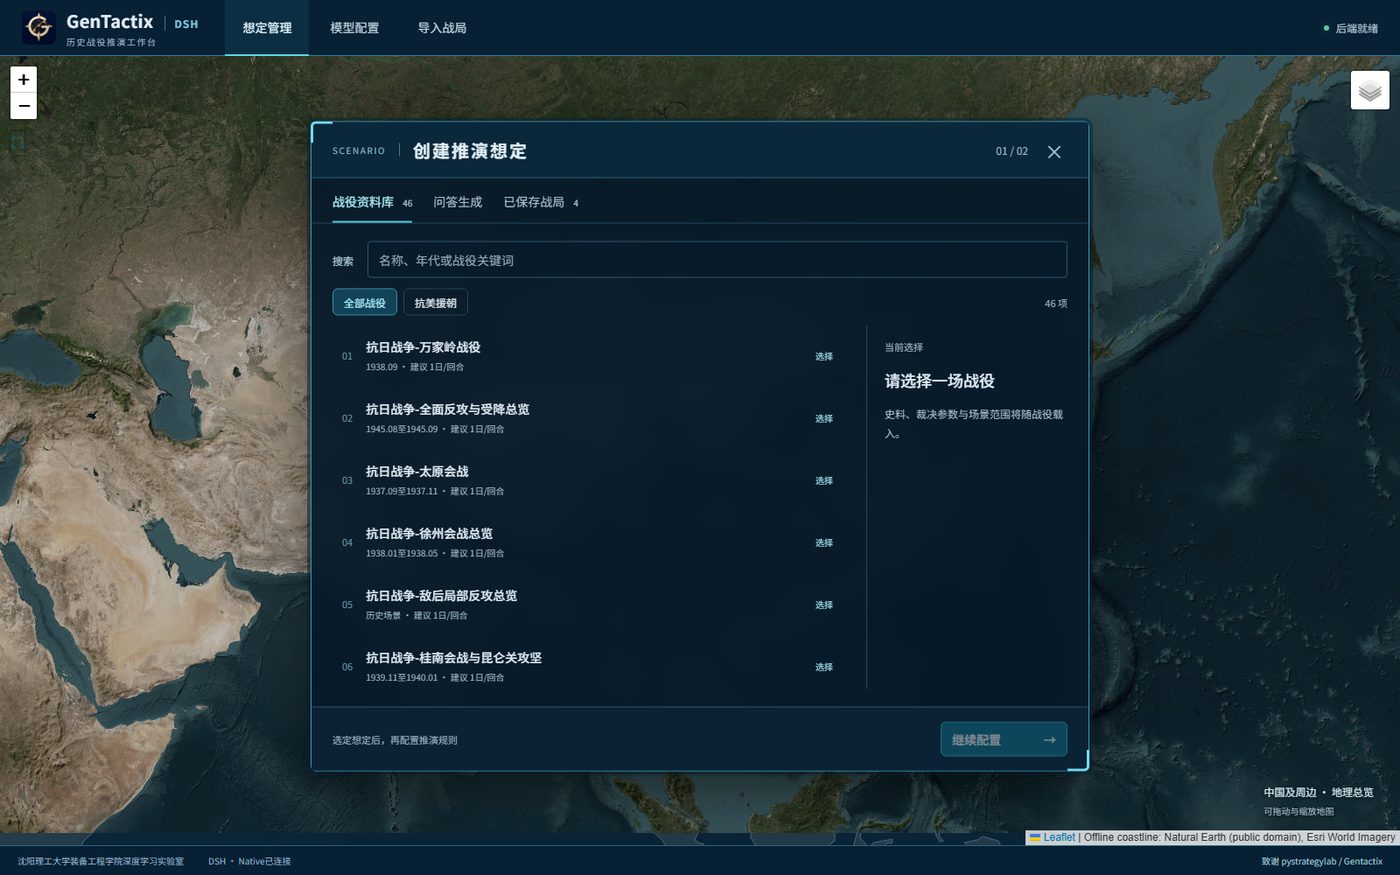 GenTactix | DSH
历史战役推演工作台
想定管理
模型配置
导入战局
后端就绪
+
−
SCENARIO | 创建推演想定
01 / 02
战役资料库 46
问答生成
已保存战局 4
搜索
名称、年代或战役关键词
全部战役
抗美援朝
46 项
01
抗日战争-万家岭战役
1938.09 · 建议 1日/回合
选择
02
抗日战争-全面反攻与受降总览
1945.08至1945.09 · 建议 1日/回合
选择
03
抗日战争-太原会战
1937.09至1937.11 · 建议 1日/回合
选择
04
抗日战争-徐州会战总览
1938.01至1938.05 · 建议 1日/回合
选择
05
抗日战争-敌后局部反攻总览
历史场景 · 建议 1日/回合
选择
06
抗日战争-桂南会战与昆仑关攻坚
1939.11至1940.01 · 建议 1日/回合
选择
当前选择
请选择一场战役
史料、裁决参数与场景范围将随战役载
入。
选定想定后，再配置推演规则
继续配置 →
中国及周边 · 地理总览
可拖动与缩放地图
Leaflet | Offline coastline: Natural Earth (public domain), Esri World Imagery
沈阳理工大学装备工程学院深度学习实验室
DSH · Native已连接
致谢 pystrategylab / Gentactix